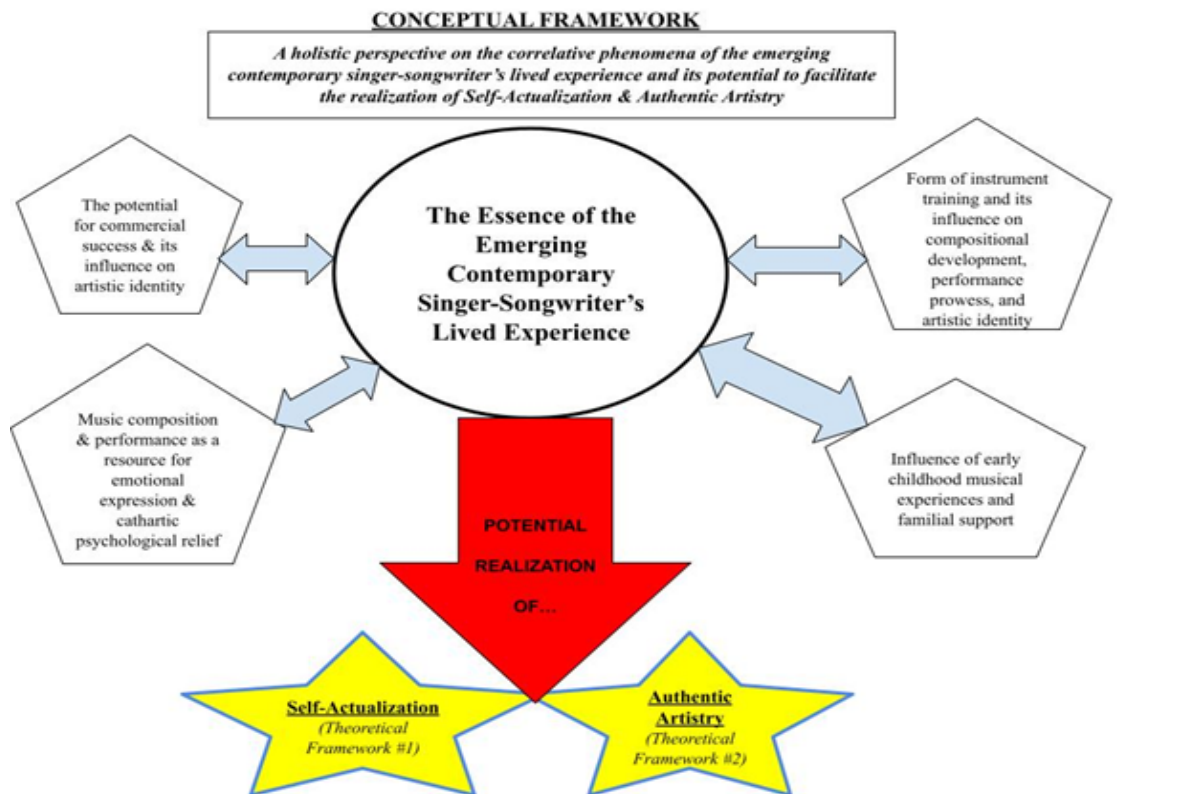 CONCEPTUAL FRAMEWORK
A holistic perspective on the correlative phenomena of the emerging
contemporary singer-songwriter's lived experience and its potential to facilitate
the realization of Self-Actualization & Authentic Artistry
The potential
for commercial
success & its
influence on
artistic identity
The Essence of the
Emerging
Contemporary
Singer-Songwriter's
Lived Experience
Form of instrument
training and its
influence on
compositional
development,
performance
prowess, and
artistic identity
Music composition
& performance as a
resource for
emotional
expression &
cathartic
psychological relief
Influence of early
childhood musical
experiences and
familial support
POTENTIAL
REALIZATION
OF...
Self-Actualization
(Theoretical
Framework #1)
Authentic
Artistry
(Theoretical
Framework #2)